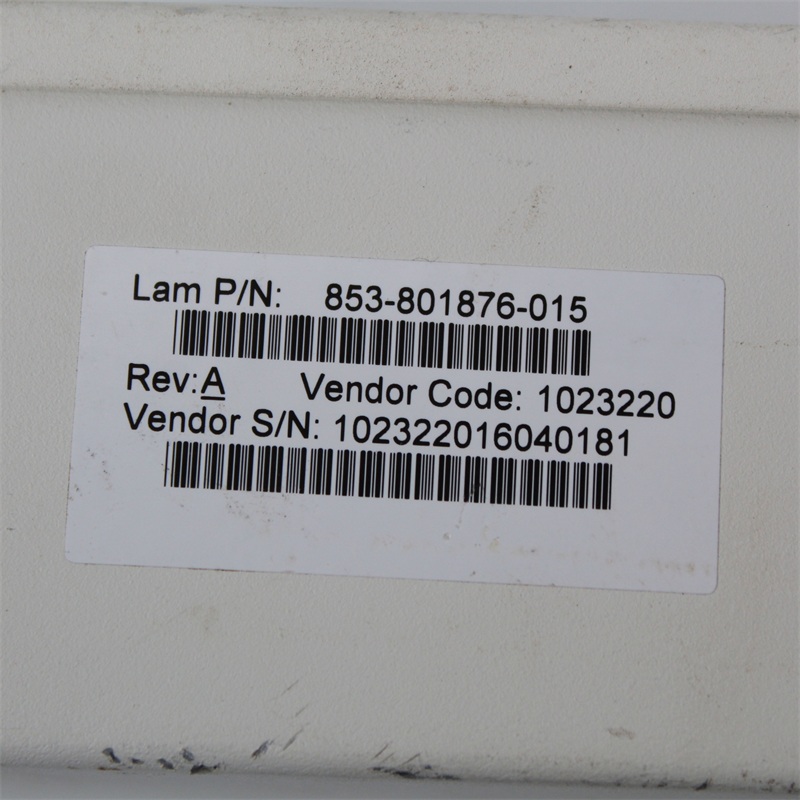 Lam P/N: 853-801876-015
Rev:A Vendor Code: 1023220
Vendor S/N: 102322016040181